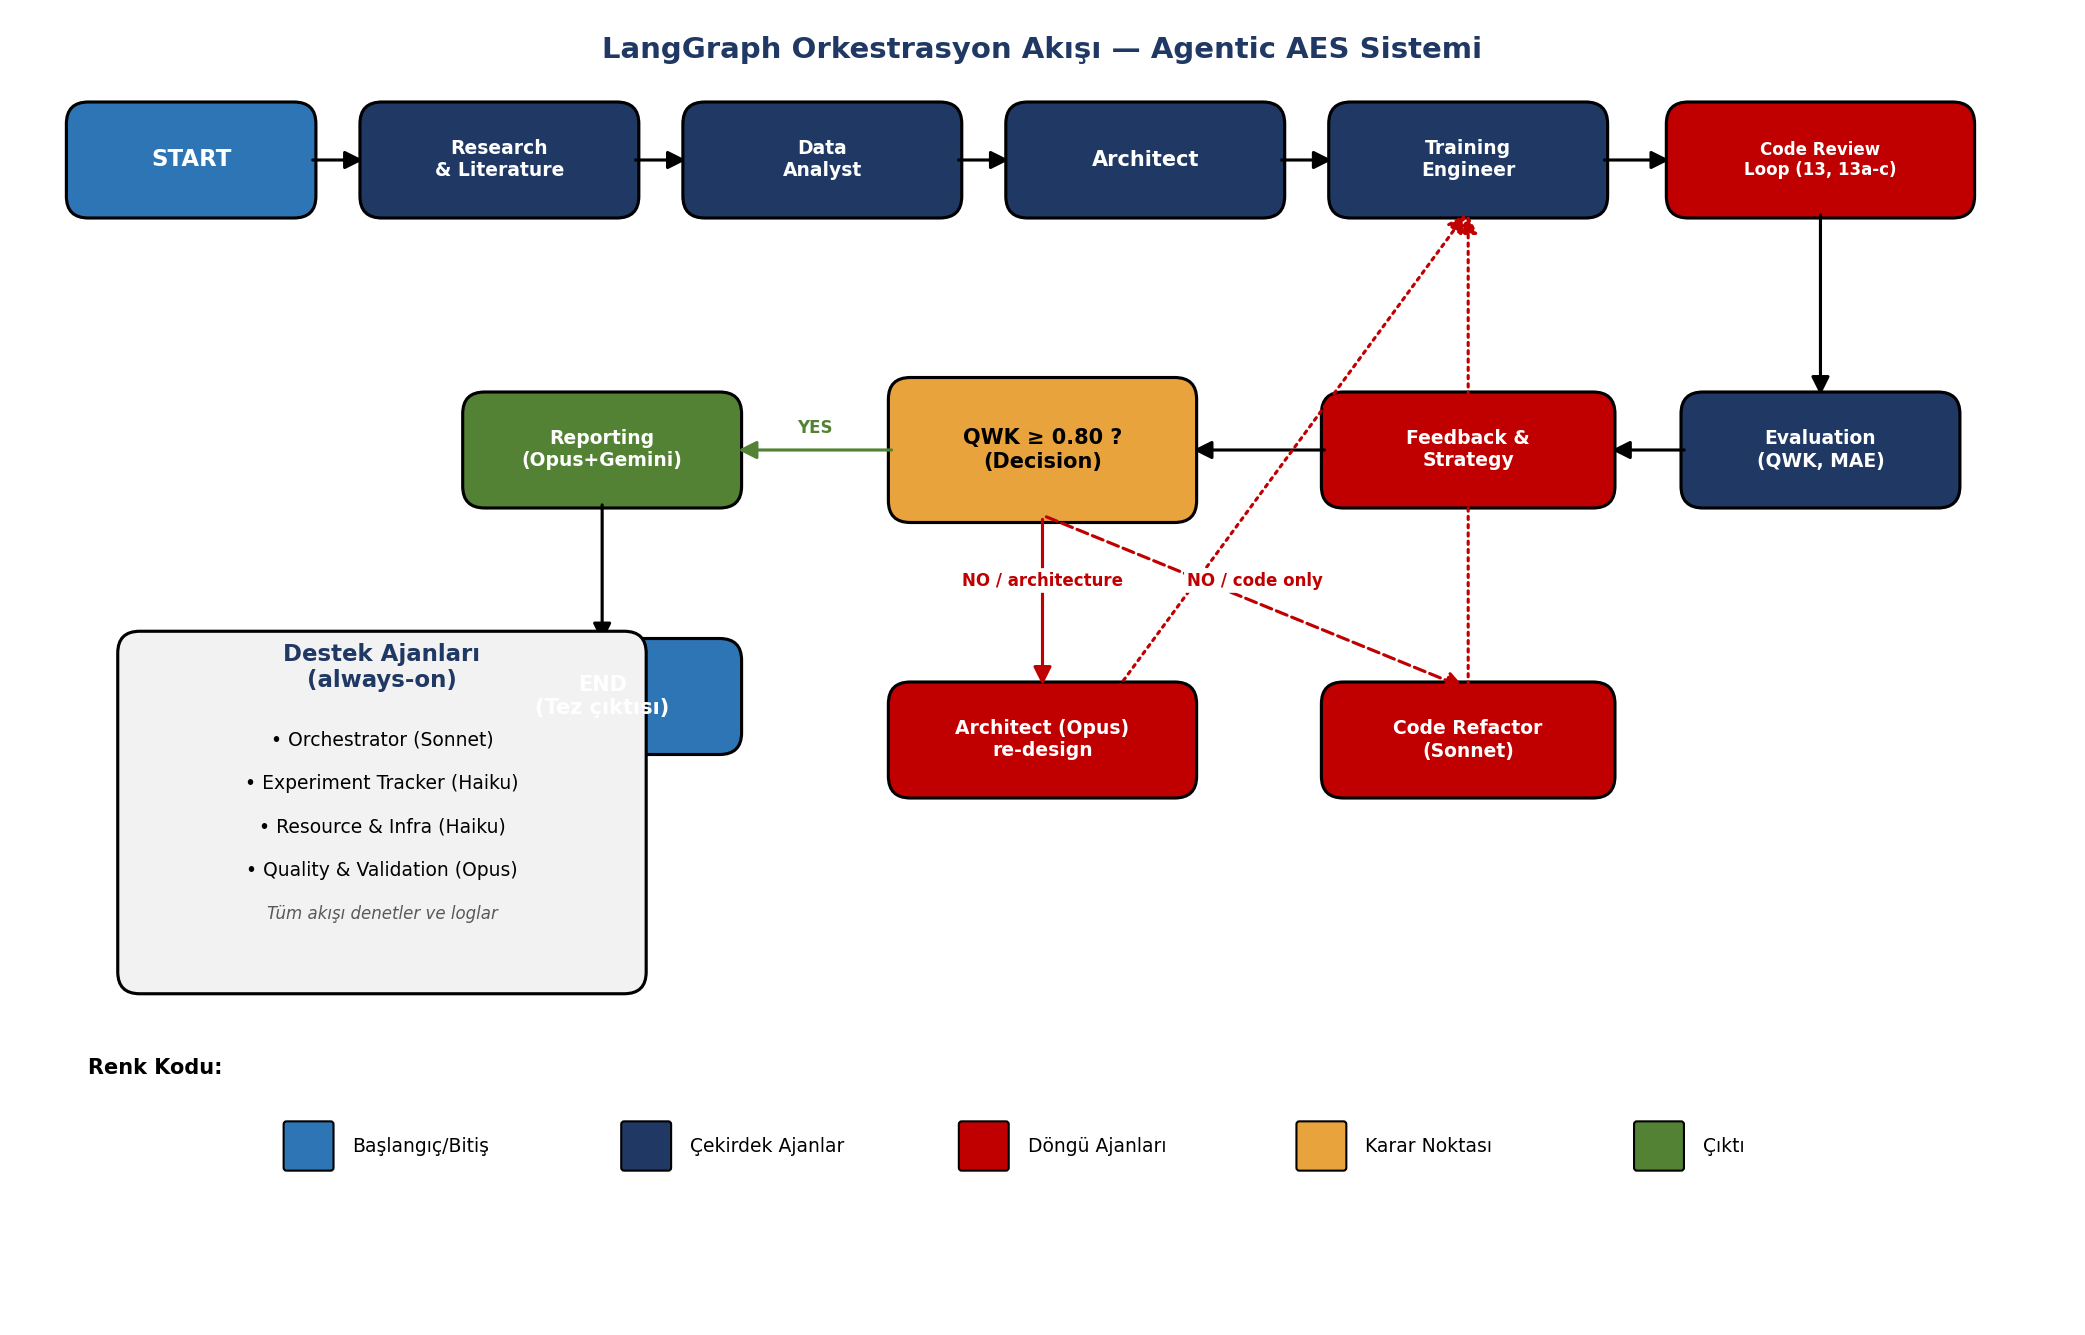 LangGraph Orkestrasyon Akışı — Agentic AES Sistemi
START
Research
& Literature
Data
Analyst
Architect
Training
Engineer
Code Review
Loop (13, 13a-c)
Reporting
(Opus+Gemini)
YES
QWK ≥ 0.80 ?
(Decision)
Feedback &
Strategy
Evaluation
(QWK, MAE)
NO / architecture
NO / code only
Destek Ajanları
(always-on)
• Orchestrator (Sonnet)
• Experiment Tracker (Haiku)
• Resource & Infra (Haiku)
• Quality & Validation (Opus)
Tüm akışı denetler ve loglar
END
(Tez çıktısı)
Architect (Opus)
re-design
Code Refactor
(Sonnet)
Renk Kodu:
Başlangıç/Bitiş
Çekirdek Ajanlar
Döngü Ajanları
Karar Noktası
Çıktı